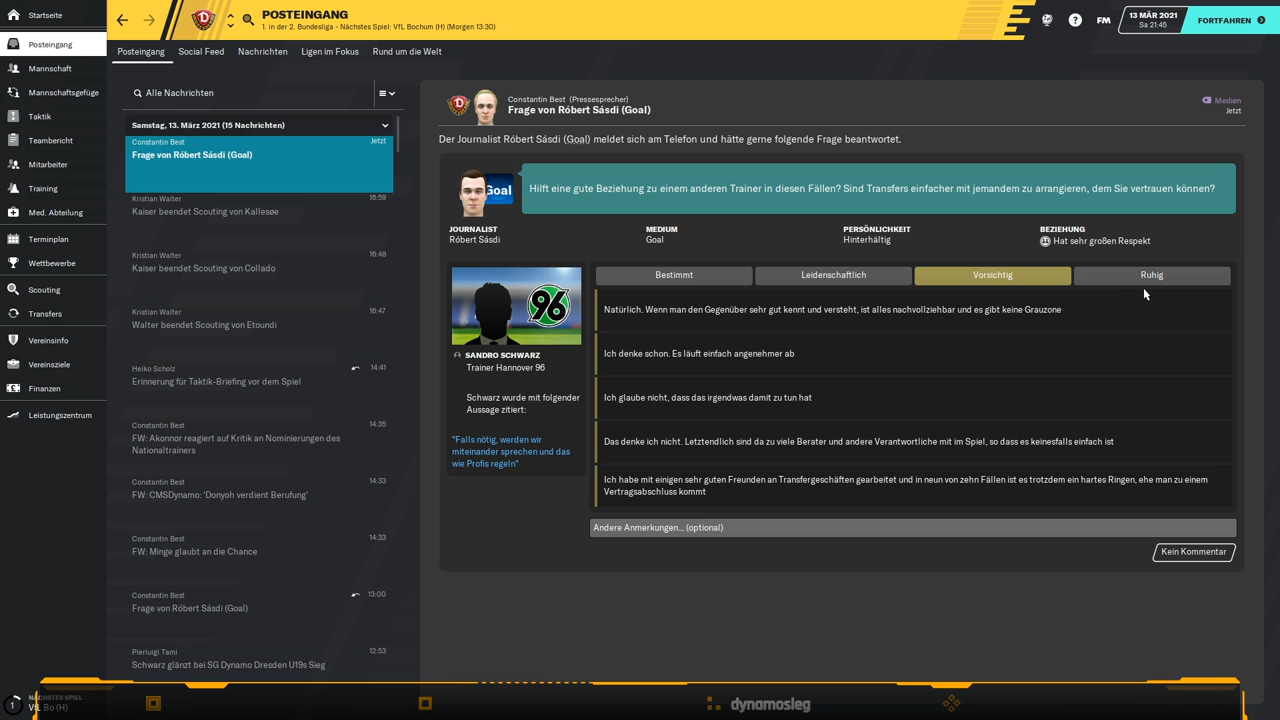 Startseite
Posteingang
Mannschaft
Mannschaftsgefüge
Taktik
Teambericht
Mitarbeiter
Training
Med. Abteilung
Terminplan
Wettbewerbe
Scouting
Transfers
Vereinsinfo
Vereinsziele
Finanzen
Leistungszentrum
POSTEINGANG
1. in der 2. Bundesliga - Nächstes Spiel: VfL Bochum (H) (Morgen 13:30)
FM
13 MÄR 2021
Sa 21:45
FORTFAHREN
Posteingang
Social Feed
Nachrichten
Ligen im Fokus
Rund um die Welt
Alle Nachrichten
Samstag, 13. März 2021 (15 Nachrichten)
Constantin Best Jetzt
Frage von Róbert Sásdi (Goal)
Kristian Walter 16:59
Kaiser beendet Scouting von Kallesøe
Kristian Walter 16:48
Kaiser beendet Scouting von Collado
Kristian Walter 16:47
Walter beendet Scouting von Etoundi
Heiko Scholz 14:41
Erinnerung für Taktik-Briefing vor dem Spiel
Constantin Best 14:35
FW: Akonnor reagiert auf Kritik an Nominierungen des
Nationaltrainers
Constantin Best 14:33
FW: CMSDynamo: 'Donyoh verdient Berufung'
Constantin Best 14:33
FW: Minge glaubt an die Chance
Constantin Best 13:00
Frage von Róbert Sásdi (Goal)
Pierluigi Tami 12:53
Schwarz glänzt bei SG Dynamo Dresden U19s Sieg
Constantin Best (Pressesprecher)
Frage von Róbert Sásdi (Goal)
Medien
Jetzt
Der Journalist Róbert Sásdi (Goal) meldet sich am Telefon und hätte gerne folgende Frage beantwortet.
Goal
Hilft eine gute Beziehung zu einem anderen Trainer in diesen Fällen? Sind Transfers einfacher mit jemandem zu arrangieren, dem Sie vertrauen können?
JOURNALIST
Róbert Sásdi
MEDIUM
Goal
PERSÖNLICHKEIT
Hinterhältig
BEZIEHUNG
Hat sehr großen Respekt
96
SANDRO SCHWARZ
Trainer Hannover 96
Schwarz wurde mit folgender
Aussage zitiert:
"Falls nötig, werden wir
miteinander sprechen und das
wie Profis regeln"
Bestimmt
Leidenschaftlich
Vorsichtig
Ruhig
Natürlich. Wenn man den Gegenüber sehr gut kennt und versteht, ist alles nachvollziehbar und es gibt keine Grauzone
Ich denke schon. Es läuft einfach angenehmer ab
Ich glaube nicht, dass das irgendwas damit zu tun hat
Das denke ich nicht. Letztendlich sind da zu viele Berater und andere Verantwortliche mit im Spiel, so dass es keinesfalls einfach ist
Ich habe mit einigen sehr guten Freunden an Transfergeschäften gearbeitet und in neun von zehn Fällen ist es trotzdem ein hartes Ringen, ehe man zu einem
Vertragsabschluss kommt
Andere Anmerkungen... (optional)
Kein Kommentar
1
NÄCHSTES SPIEL
VfL Bo (H)
dynamosieg